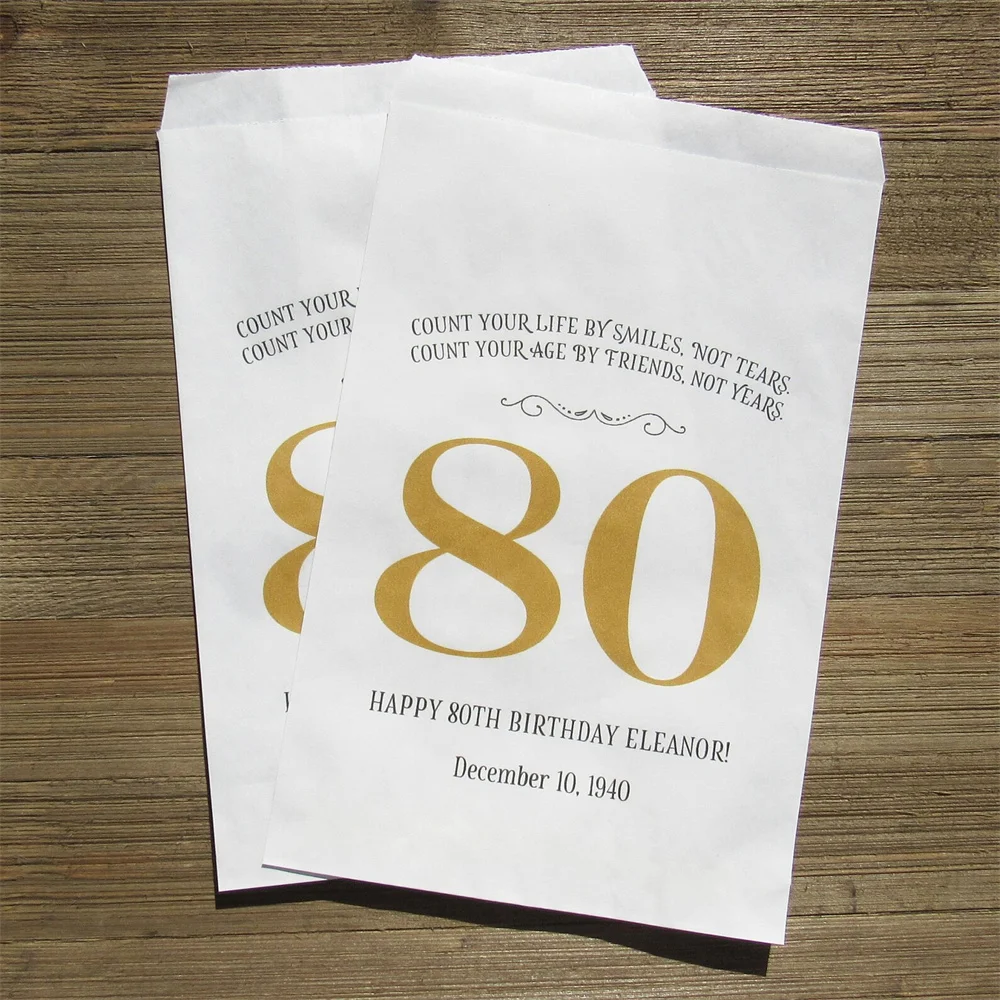 COUNT YOUR
COUNT YOUR
8
COUNT YOUR LIFE BY SMILES, NOT TEARS.
COUNT YOUR AGE BY FRIENDS, NOT YEARS.
80
HAPPY 80TH BIRTHDAY ELEANOR!
December 10, 1940